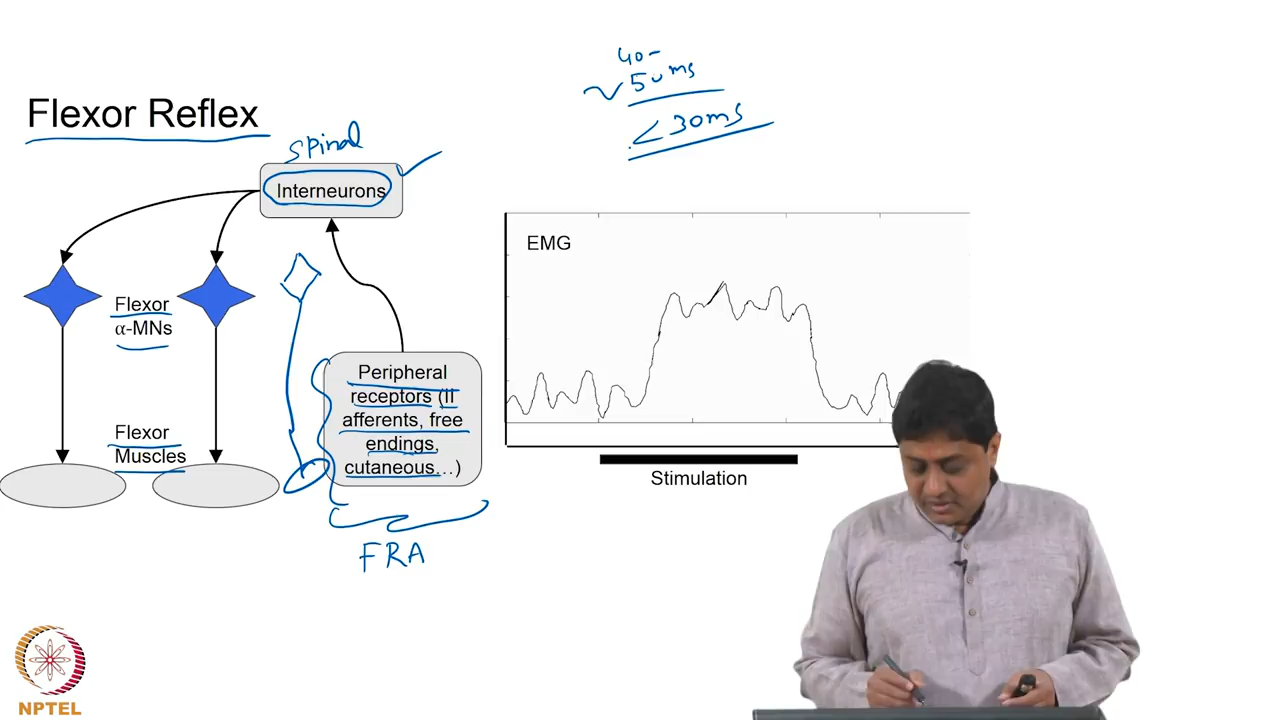 40-
~50ms
<30ms
Flexor Reflex
spinal
Interneurons
EMG
Flexor
α-MNs
Peripheral
receptors (II
afferents, free
endings,
cutaneous…)
Flexor
Muscles
Stimulation
FRA
NPTEL